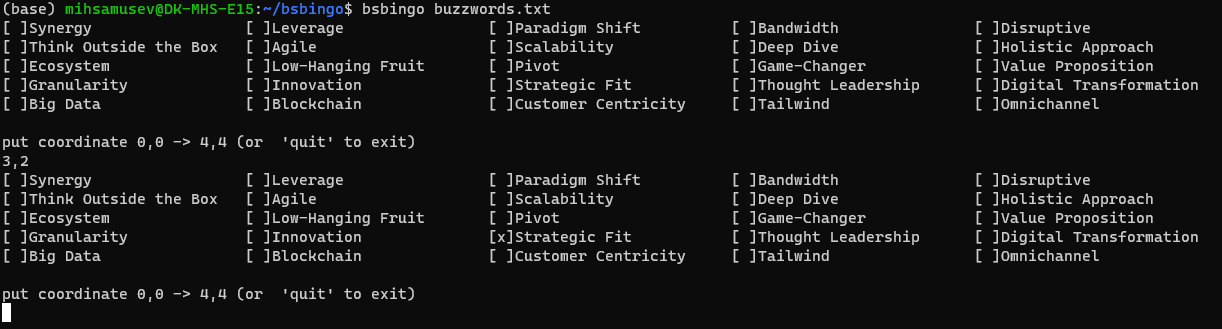 (base) mihsamusev@DK-MHS-E15:~/bsbingo$ bsbingo buzzwords.txt
[ ]Synergy [ ]Leverage [ ]Paradigm Shift [ ]Bandwidth [ ]Disruptive
[ ]Think Outside the Box [ ]Agile [ ]Scalability [ ]Deep Dive [ ]Holistic Approach
[ ]Ecosystem [ ]Low-Hanging Fruit [ ]Pivot [ ]Game-Changer [ ]Value Proposition
[ ]Granularity [ ]Innovation [ ]Strategic Fit [ ]Thought Leadership [ ]Digital Transformation
[ ]Big Data [ ]Blockchain [ ]Customer Centricity [ ]Tailwind [ ]Omnichannel
put coordinate 0,0 -> 4,4 (or  'quit' to exit)
3,2
[ ]Synergy [ ]Leverage [ ]Paradigm Shift [ ]Bandwidth [ ]Disruptive
[ ]Think Outside the Box [ ]Agile [ ]Scalability [ ]Deep Dive [ ]Holistic Approach
[ ]Ecosystem [ ]Low-Hanging Fruit [ ]Pivot [ ]Game-Changer [ ]Value Proposition
[ ]Granularity [ ]Innovation [x]Strategic Fit [ ]Thought Leadership [ ]Digital Transformation
[ ]Big Data [ ]Blockchain [ ]Customer Centricity [ ]Tailwind [ ]Omnichannel
put coordinate 0,0 -> 4,4 (or  'quit' to exit)